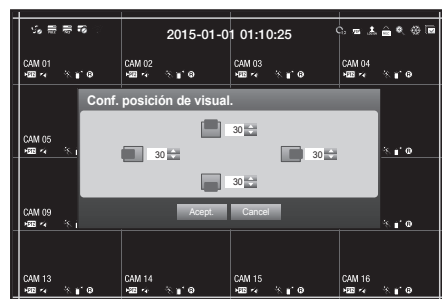 2015-01-01 01:10:25
CAM 01
CAM 02
CAM 03
CAM 04
Conf. posición de visual.
30
CAM 05
30
30
30
CAM 09
Acept.
Cancel
CAM 13
CAM 14
CAM 15
CAM 16